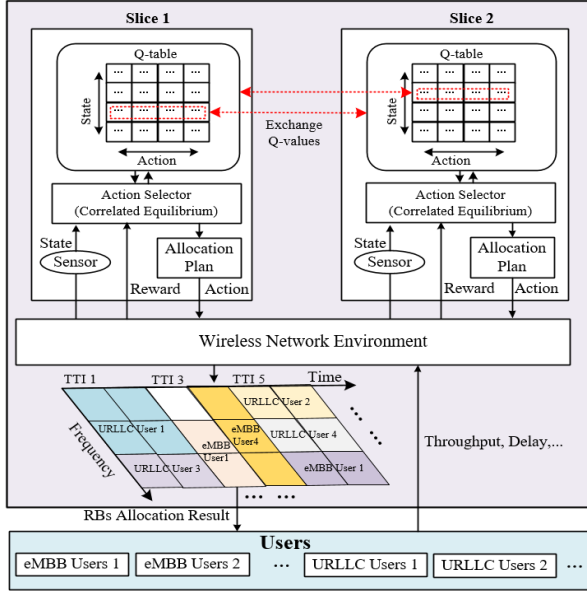 Slice 1
Slice 2
Q-table
Q-table
... ... ... ...
... ... ... ...
... ... ... ...
... ... ... ...
... ... ... ...
... ... ... ...
... ... ... ...
... ... ... ...
State
State
Exchange
Q-values
Action
Action
Action Selector
(Correlated Equilibrium)
Action Selector
(Correlated Equilibrium)
State
Sensor
Allocation
Plan
Reward
Action
State
Sensor
Allocation
Plan
Reward
Action
Wireless Network Environment
TTI 1
TTI 3
TTI 5
Time
Frequency
URLLC User 2
URLLC User 1
eMBB
User1
eMBB
User4
URLLC User 4
URLLC User 3
eMBB User 1
... ...
... ...
Throughput, Delay,...
RBs Allocation Result
Users
eMBB Users 1
eMBB Users 2
...
URLLC Users 1
URLLC Users 2
...